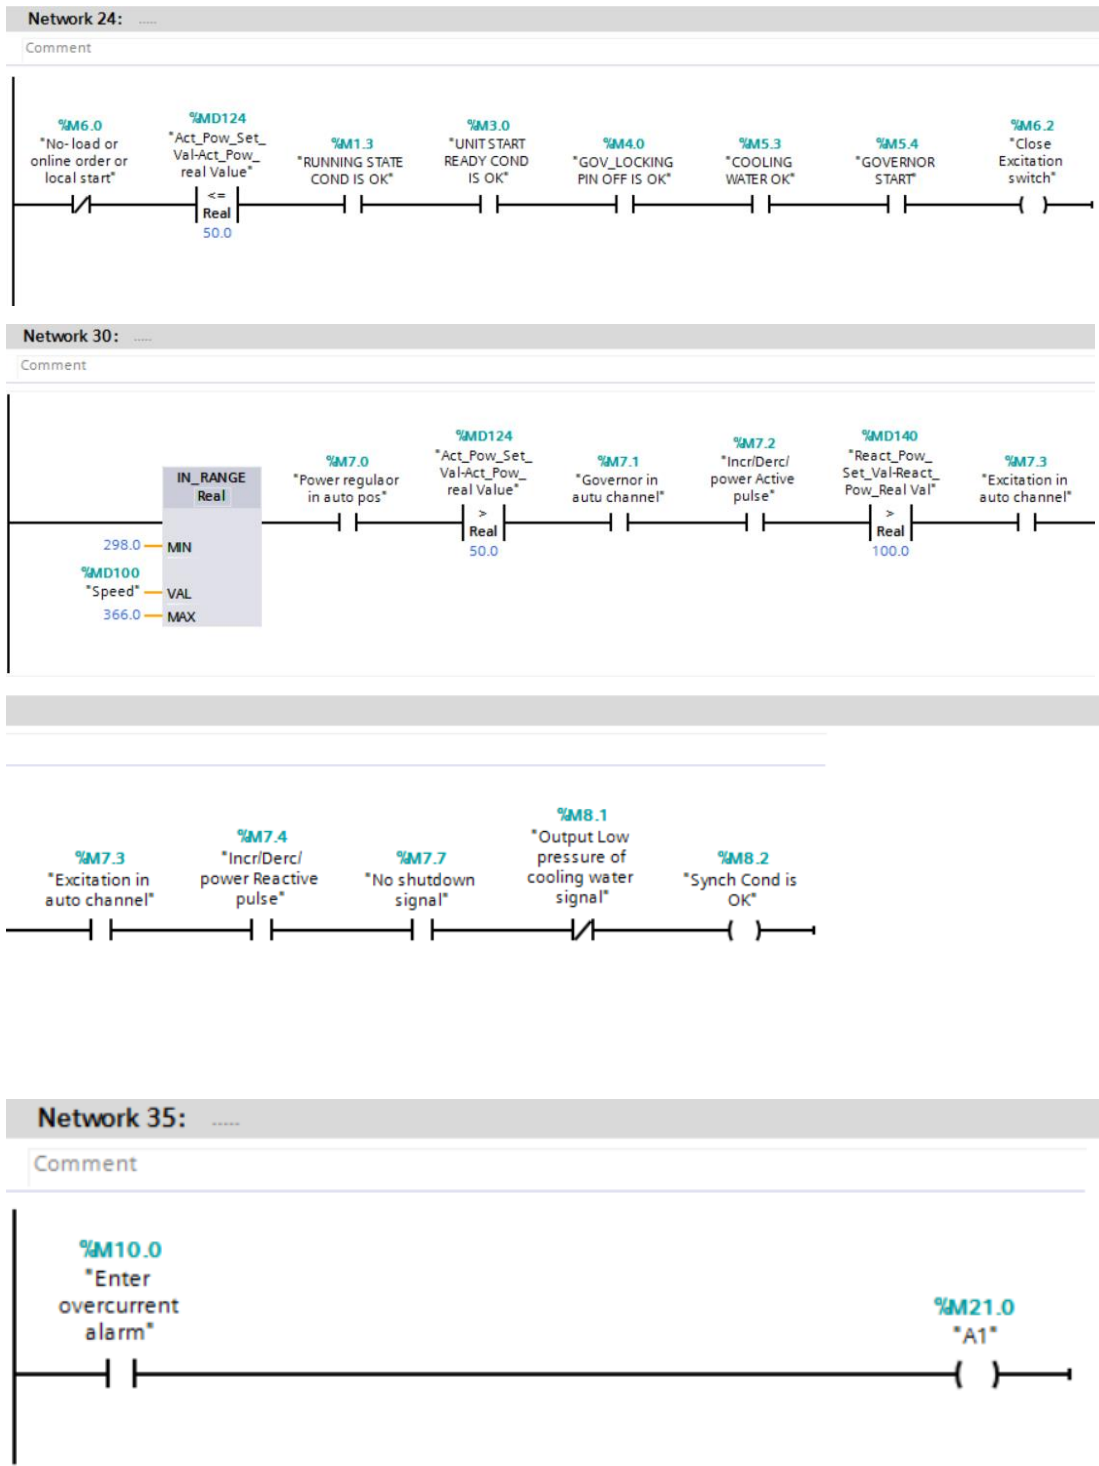 Network 24: .....
Comment
%M6.0
"No-load or
online order or
local start"
%MD124
"Act_Pow_Set_
Val-Act_Pow_
real Value"
<=
Real
50.0
%M1.3
"RUNNING STATE
COND IS OK"
%M3.0
"UNIT START
READY COND
IS OK"
%M4.0
"GOV_LOCKING
PIN OFF IS OK"
%M5.3
"COOLING
WATER OK"
%M5.4
"GOVERNOR
START"
%M6.2
"Close
Excitation
switch"
Network 30: .....
Comment
IN_RANGE
Real
298.0
MIN
%MD100
"Speed"
VAL
366.0
MAX
%M7.0
"Power regulaor
in auto pos"
%MD124
"Act_Pow_Set_
Val-Act_Pow_
real Value"
>
Real
50.0
%M7.1
"Governor in
autu channel"
%M7.2
"Incr/Derc/
power Active
pulse"
%MD140
"React_Pow_
Set_Val-React_
Pow_Real Val"
>
Real
100.0
%M7.3
"Excitation in
auto channel"
%M7.3
"Excitation in
auto channel"
%M7.4
"Incr/Derc/
power Reactive
pulse"
%M7.7
"No shutdown
signal"
%M8.1
"Output Low
pressure of
cooling water
signal"
%M8.2
"Synch Cond is
OK"
Network 35: .....
Comment
%M10.0
"Enter
overcurrent
alarm"
%M21.0
"A1"